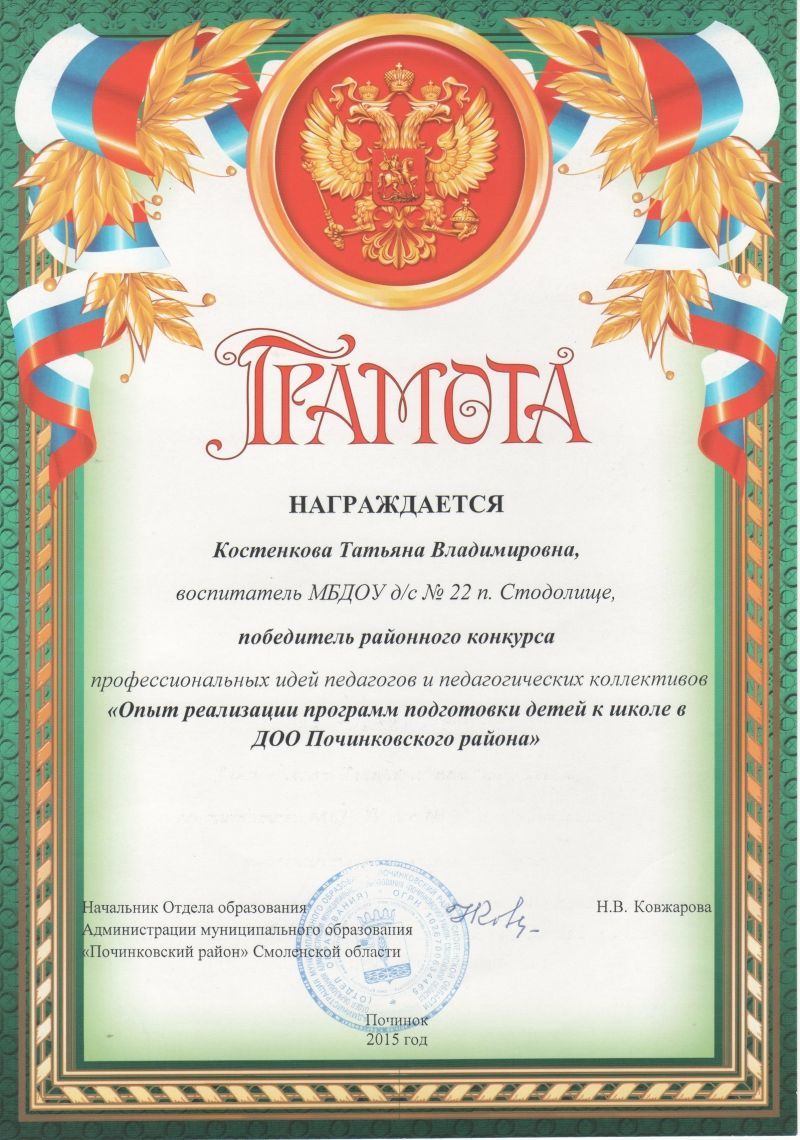 ГРАМОТА
НАГРАЖДАЕТСЯ
Костенкова Татьяна Владимировна,
воспитатель МБДОУ д/с № 22 п. Стодолище,
победитель районного конкурса
профессиональных идей педагогов и педагогических коллективов
«Опыт реализации программ подготовки детей к школе в
ДОО Починковского района»
Начальник Отдела образования
Администрации муниципального образования
«Починковский район» Смоленской области
Н.В. Ковжарова
Починок
2015 год